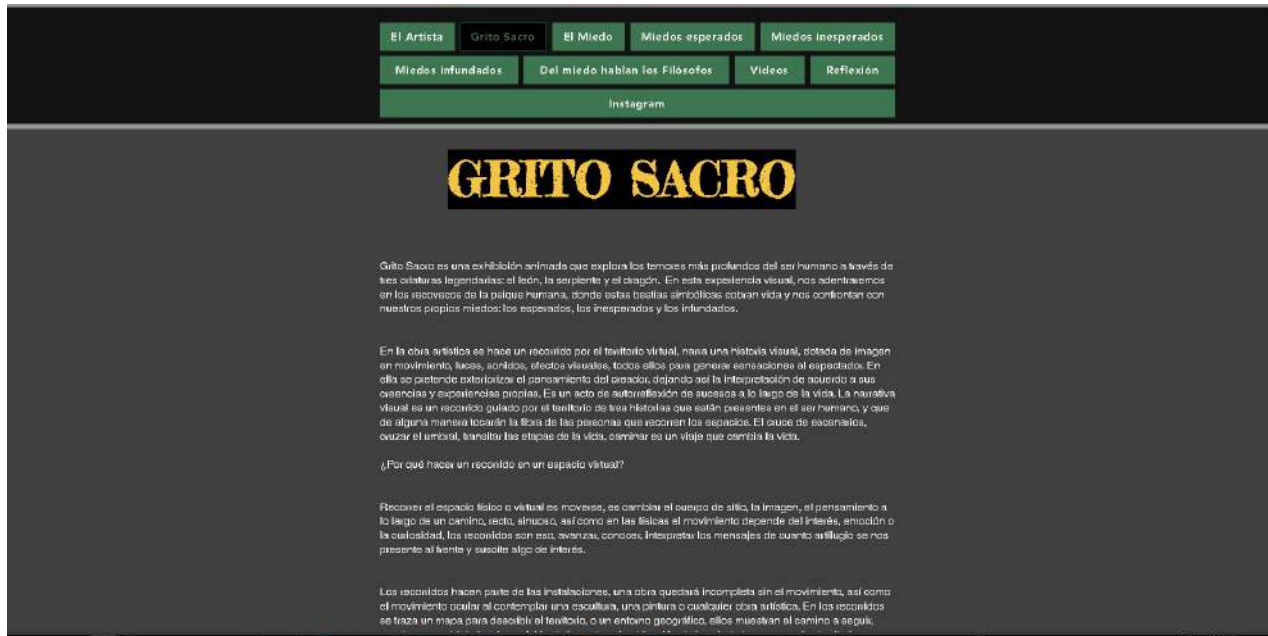 El Artista
Grito Sacro
El Miedo
Miedos esperados
Miedos inesperados
Miedos infundados
Del miedo hablan los Filósofos
Videos
Reflexión
Instagram
GRITO SACRO
Grito Sacro es una exhibición animada que explora los temores más profundos del ser humano a través de
tres criaturas legendarias: el león, la serpiente y el dragón. En esta experiencia visual, nos adentraremos
en los recovecos de la psique humana, donde estas bestias simbólicas cobran vida y nos confrontan con
nuestros propios miedos: los esperados, los inesperados y los infundados.
En la obra artística se hace un recorrido por el territorio virtual, narra una historia visual, dotada de imagen
en movimiento, luces, sonidos, efectos visuales, todos ellos para generar sensaciones al espectador. En
ella se pretende exteriorizar el pensamiento del creador, dejando así la interpretación de acuerdo a sus
creencias y experiencias propias. Es un acto de autorreflexión de sucesos a lo largo de la vida. La narrativa
visual es un recorrido guiado por el territorio de tres historias que están presentes en el ser humano, y que
de alguna manera tocarán la fibra de las personas que recorren los espacios. El cruce de escenarios,
cruzar el umbral, transitar las etapas de la vida, caminar es un viaje que cambia la vida.
¿Por qué hacer un recorrido en un espacio virtual?
Recorrer el espacio físico o virtual es moverse, es cambiar el cuerpo de sitio, la imagen, el pensamiento a
lo largo de un camino, recto, sinuoso, así como en las físicas el movimiento depende del interés, emoción o
la curiosidad, los recorridos son eso, avanzar, conocer, interpretar los mensajes de cuanto artilugio se nos
presente al frente y suscite algo de interés.
Los recorridos hacen parte de las instalaciones, una obra quedará incompleta sin el movimiento, así como
el movimiento ocular al contemplar una escultura, una pintura o cualquier obra artística. En los recorridos
se traza un mapa para describir el territorio, o un entorno geográfico, ellos muestran el camino a seguir,